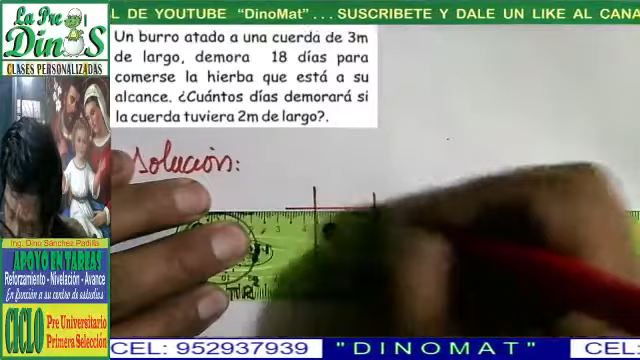 L DE YOUTUBE "DinoMat"... SUSCRIBETE Y DALE UN LIKE AL CANA
La Pre
DinoS
CLASES PERSONALIZADAS
Un burro atado a una cuerda de 3m
de largo, demora 18 días para
comerse la hierba que está a su
alcance. ¿Cuántos días demorará si
la cuerda tuviera 2m de largo?.
Solución:
Ing. Dino Sánchez Padilla
APOYO EN TAREAS
Reforzamiento - Nivelación - Avance
En función a su centro de estudios
CICLO
Pre Universitario
Primera Selección
CEL: 952937939 "DINOMAT" CEL: